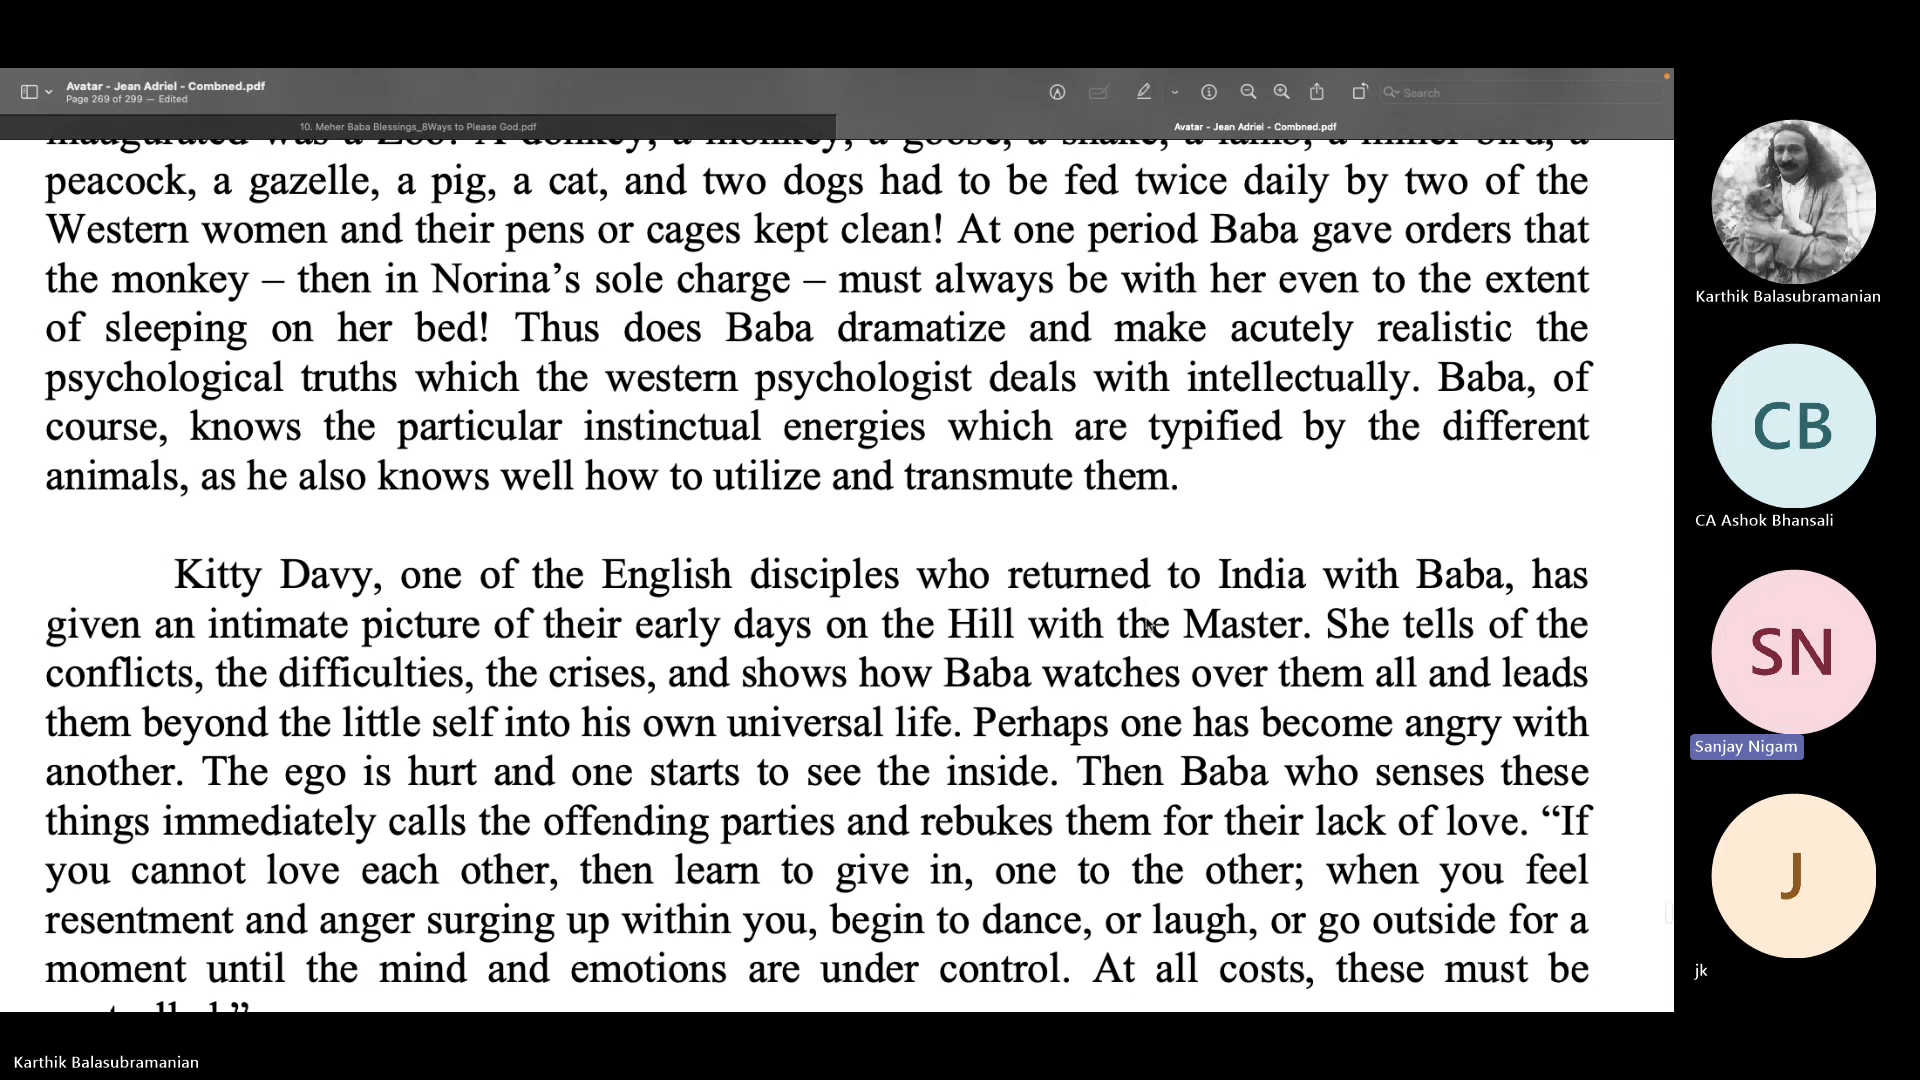 Avatar - Jean Adriel - Combned.pdf
Page 269 of 299 — Edited
Search
10. Meher Baba Blessings_8Ways to Please God.pdf
Avatar - Jean Adriel - Combned.pdf
inaugurated was a Zoo! A donkey, a monkey, a goose, a snake, a lamb, a miner bird, a
peacock, a gazelle, a pig, a cat, and two dogs had to be fed twice daily by two of the
Western women and their pens or cages kept clean! At one period Baba gave orders that
the monkey – then in Norina’s sole charge – must always be with her even to the extent
of sleeping on her bed! Thus does Baba dramatize and make acutely realistic the
psychological truths which the western psychologist deals with intellectually. Baba, of
course, knows the particular instinctual energies which are typified by the different
animals, as he also knows well how to utilize and transmute them.
Kitty Davy, one of the English disciples who returned to India with Baba, has
given an intimate picture of their early days on the Hill with the Master. She tells of the
conflicts, the difficulties, the crises, and shows how Baba watches over them all and leads
them beyond the little self into his own universal life. Perhaps one has become angry with
another. The ego is hurt and one starts to see the inside. Then Baba who senses these
things immediately calls the offending parties and rebukes them for their lack of love. “If
you cannot love each other, then learn to give in, one to the other; when you feel
resentment and anger surging up within you, begin to dance, or laugh, or go outside for a
moment until the mind and emotions are under control. At all costs, these must be
Karthik Balasubramanian
CB
CA Ashok Bhansali
SN
Sanjay Nigam
J
jk
Karthik Balasubramanian